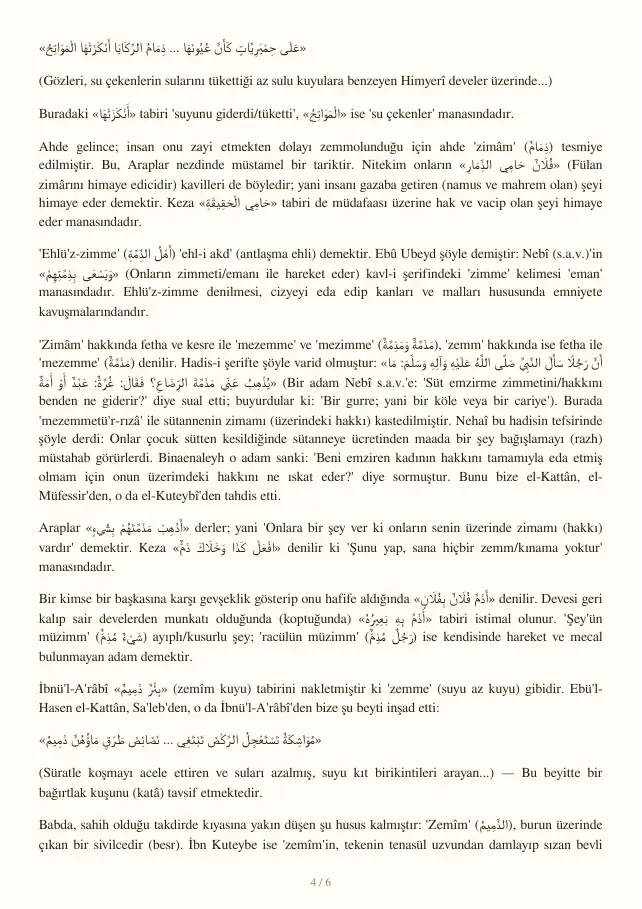 «عَلَى حِمْيَرِيَّاتٍ كَأَنَّ عُيُونَهَا ... ذِمَامُ الرَّكَايَا أَنْكَزَتْهَا الْمَوَاتِحُ»
(Gözleri, su çekenlerin sularını tükettiği az sulu kuyulara benzeyen Himyerî develer üzerinde...)
Buradaki «أَنْكَزَتْهَا» tabiri 'suyunu giderdi/tüketti', «الْمَوَاتِحُ» ise 'su çekenler' manasındadır.
Ahde gelince; insan onu zayi etmekten dolayı zemmolunduğu için ahde 'zimâm' (ذِمَامٌ) tesmiye
edilmiştir. Bu, Araplar nezdinde müstamel bir tariktir. Nitekim onların «فُلَانٌ حَامِي الذِّمَارِ» (Fülan
zimârını himaye edicidir) kavilleri de böyledir; yani insanı gazaba getiren (namus ve mahrem olan) şeyi
himaye eder demektir. Keza «حَامِي الْحَقِيقَةِ» tabiri de müdafaası üzerine hak ve vacip olan şeyi himaye
eder manasındadır.
'Ehlü'z-zimme' (أَهْلُ الذِّمَّةِ) 'ehl-i akd' (antlaşma ehli) demektir. Ebû Ubeyd şöyle demiştir: Nebî (s.a.v.)'in
«وَيَسْعَى بِذِمَّتِهِمْ» (Onların zimmeti/emanı ile hareket eder) kavl-i şerifindeki 'zimme' kelimesi 'eman'
manasındadır. Ehlü'z-zimme denilmesi, cizyeyi eda edip kanları ve malları hususunda emniyete
kavuşmalarındandır.
'Zimâm' hakkında fetha ve kesre ile 'mezemme' ve 'mezimme' (مَذَمَّةٌ وَمَذِمَّةٌ), 'zemm' hakkında ise fetha ile
'mezemme' (مَذَمَّةٌ) denilir. Hadis-i şerifte şöyle varid olmuştur: «أَنَّ رَجُلًا سَأَلَ النَّبِيَّ صَلَّى اللَّهُ عَلَيْهِ وَآلِهِ وَسَلَّمَ: مَا
يُذْهِبُ عَنِّي مَذَمَّةَ الرَّضَاعِ؟ فَقَالَ: غُرَّةٌ: عَبْدٌ أَوْ أَمَةٌ» (Bir adam Nebî s.a.v.'e: 'Süt emzirme zimmetini/hakkını
benden ne giderir?' diye sual etti; buyurdular ki: 'Bir gurre; yani bir köle veya bir cariye'). Burada
'mezemmetü'r-rızâ' ile sütannenin zimamı (üzerindeki hakkı) kastedilmiştir. Nehaî bu hadisin tefsirinde
şöyle derdi: Onlar çocuk sütten kesildiğinde sütanneye ücretinden maada bir şey bağışlamayı (razh)
müstahab görürlerdi. Binaenaleyh o adam sanki: 'Beni emziren kadının hakkını tamamıyla eda etmiş
olmam için onun üzerimdeki hakkını ne ıskat eder?' diye sormuştur. Bunu bize el-Kattân, el-
Müfessir'den, o da el-Kuteybî'den tahdis etti.
Araplar «أَذْهِبْ مَذَمَّتَهُمْ بِشَيْءٍ» derler; yani 'Onlara bir şey ver ki onların senin üzerinde zimamı (hakkı)
vardır' demektir. Keza «افْعَلْ كَذَا وَخَلَاكَ ذَمٌّ» denilir ki 'Şunu yap, sana hiçbir zemm/kınama yoktur'
manasındadır.
Bir kimse bir başkasına karşı gevşeklik gösterip onu hafife aldığında «أَذَمَّ فُلَانٌ بِفُلَانٍ» denilir. Devesi geri
kalıp sair develerden munkatı olduğunda (koptuğunda) «أَذَمَّ بِهِ بَعِيرُهُ» tabiri istimal olunur. 'Şey'ün
müzimm' (شَيْءٌ مُذِمٌّ) ayıplı/kusurlu şey; 'racülün müzimm' (رَجُلٌ مُذِمٌّ) ise kendisinde hareket ve mecal
bulunmayan adam demektir.
İbnü'l-A'râbî «بِئْرٌ ذَمِيمٌ» (zemîm kuyu) tabirini nakletmiştir ki 'zemme' (suyu az kuyu) gibidir. Ebü'l-
Hasen el-Kattân, Sa'leb'den, o da İbnü'l-A'râbî'den bize şu beyti inşad etti:
«مُوَاشِكَةٌ تَسْتَعْجِلُ الرَّكْضَ تَبْتَغِي ... نَضَائِضَ طَرْقٍ مَاؤُهُنَّ ذَمِيمُ»
(Süratle koşmayı acele ettiren ve suları azalmış, suyu kıt birikintileri arayan...) — Bu beyitte bir
bağırtlak kuşunu (katâ) tavsif etmektedir.
Babda, sahih olduğu takdirde kıyasına yakın düşen şu husus kalmıştır: 'Zemîm' (الذَّمِيمُ), burun üzerinde
çıkan bir sivilcedir (besr). İbn Kuteybe ise 'zemîm'in, tekenin tenasül uzvundan damlayıp sızan bevli
4 / 6